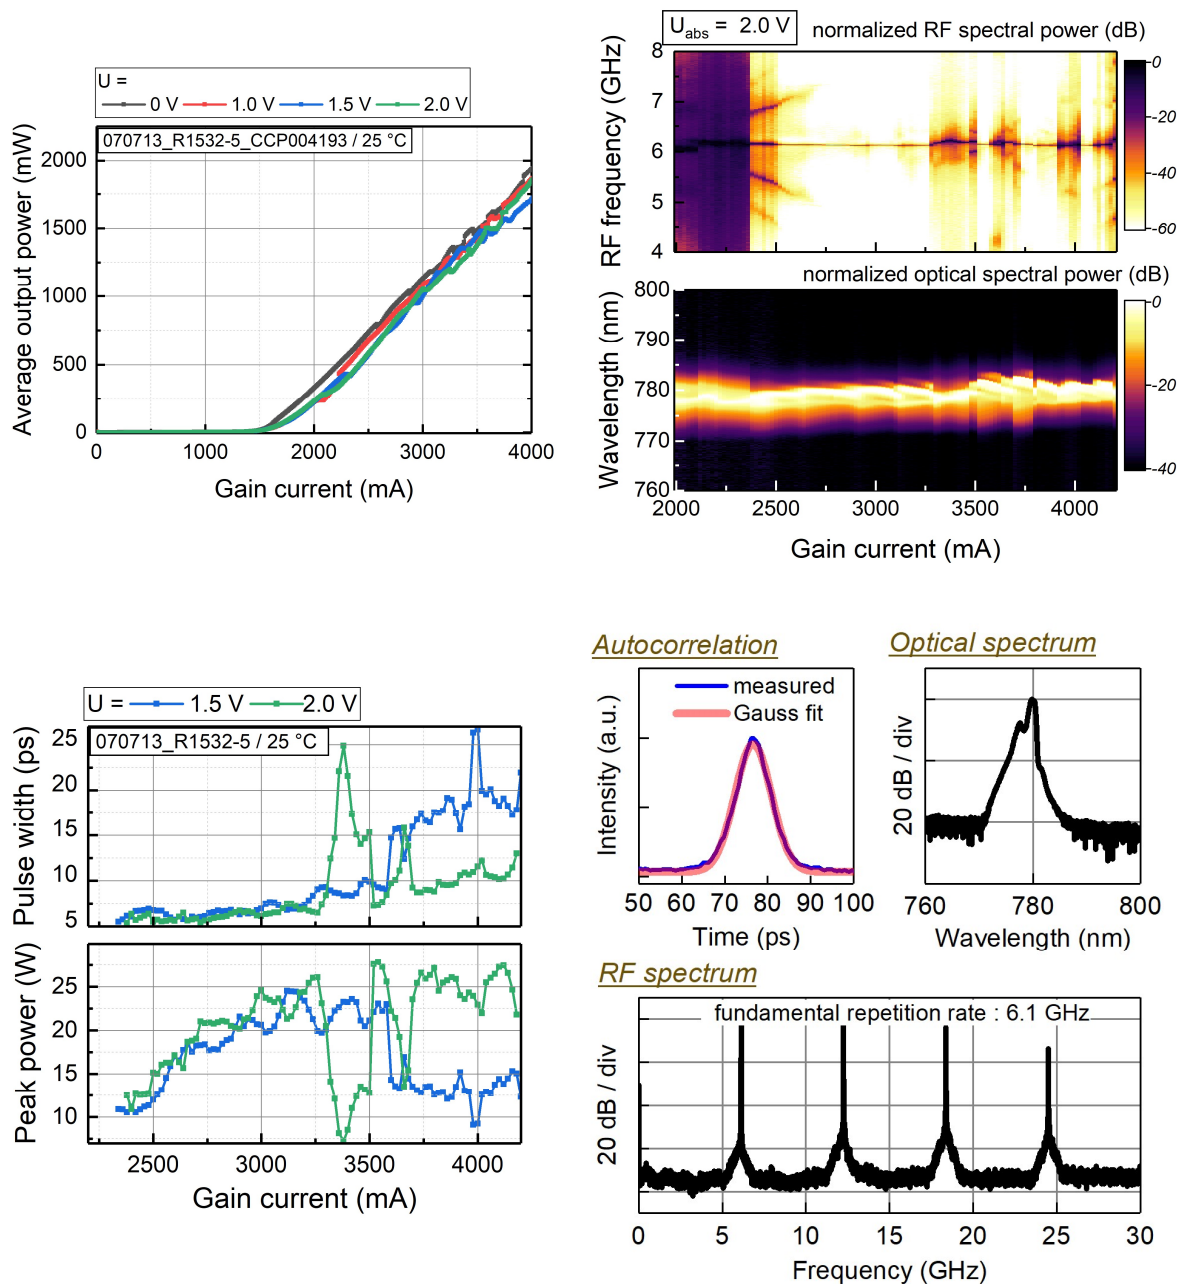 U =
0 V 1.0 V 1.5 V 2.0 V
070713_R1532-5_CCP004193 / 25 °C
Average output power (mW)
2000
1500
1000
500
0
0 1000 2000 3000 4000
Gain current (mA)
Uabs = 2.0 V
normalized RF spectral power (dB)
RF frequency (GHz)
8
7
6
5
4
0
-20
-40
-60
normalized optical spectral power (dB)
Wavelength (nm)
800
790
780
770
760
0
-20
-40
2000 2500 3000 3500 4000
Gain current (mA)
U = 1.5 V 2.0 V
070713_R1532-5 / 25 °C
Pulse width (ps)
25
20
15
10
5
Peak power (W)
25
20
15
10
2500 3000 3500 4000
Gain current (mA)
Autocorrelation
measured
Gauss fit
Intensity (a.u.)
50 60 70 80 90 100
Time (ps)
Optical spectrum
20 dB / div
760 780 800
Wavelength (nm)
RF spectrum
fundamental repetition rate : 6.1 GHz
20 dB / div
0 5 10 15 20 25 30
Frequency (GHz)